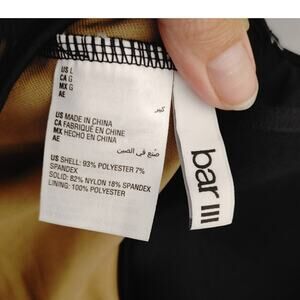 US L
CA G
MX G
AE
كبير
US MADE IN CHINA
CA FABRIQUÉ EN CHINE
MX HECHO EN CHINA
AE
صنع في الصين
US SHELL: 93% POLYESTER 7%
SPANDEX
SOLID: 82% NYLON 18% SPANDEX
LINING: 100% POLYESTER
bar III